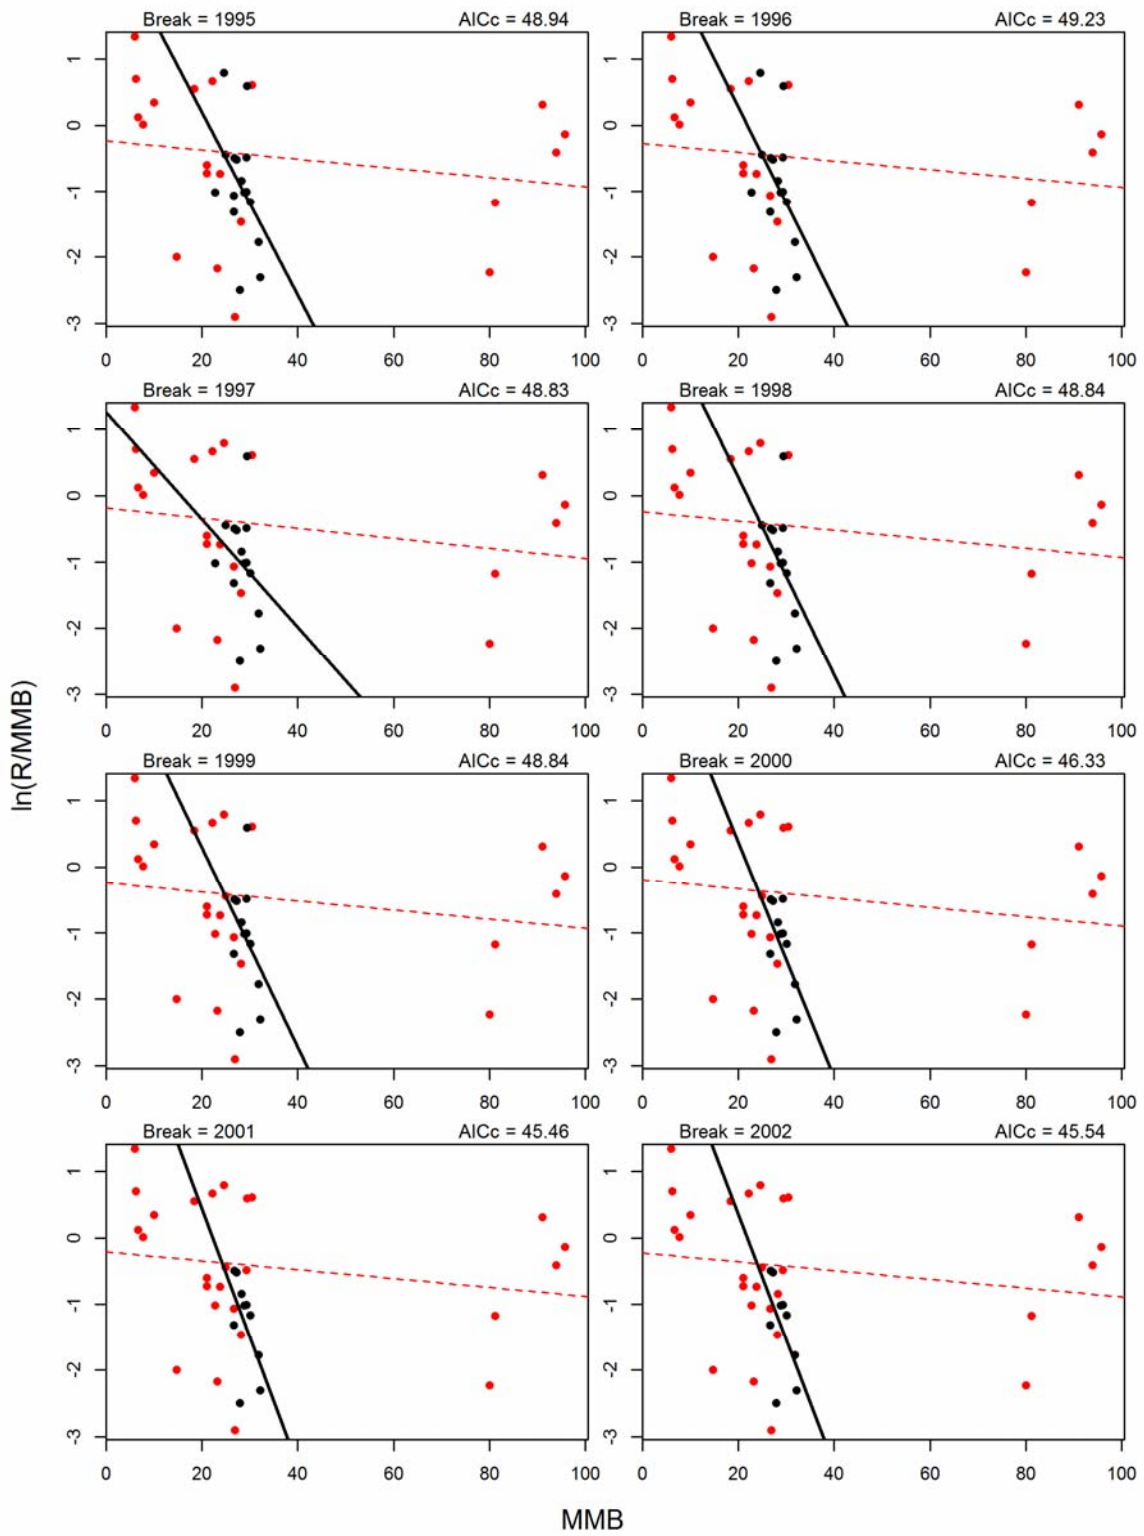 Break = 1995 AICc = 48.94 Break = 1996 AICc = 49.23
1 1
0 0
-1 -1
-2 -2
-3 -3
0 20 40 60 80 100 0 20 40 60 80 100
Break = 1997 AICc = 48.83 Break = 1998 AICc = 48.84
1 1
0 0
-1 -1
-2 -2
-3 -3
0 20 40 60 80 100 0 20 40 60 80 100
ln(R/MMB)
Break = 1999 AICc = 48.84 Break = 2000 AICc = 46.33
1 1
0 0
-1 -1
-2 -2
-3 -3
0 20 40 60 80 100 0 20 40 60 80 100
Break = 2001 AICc = 45.46 Break = 2002 AICc = 45.54
1 1
0 0
-1 -1
-2 -2
-3 -3
0 20 40 60 80 100 0 20 40 60 80 100
MMB